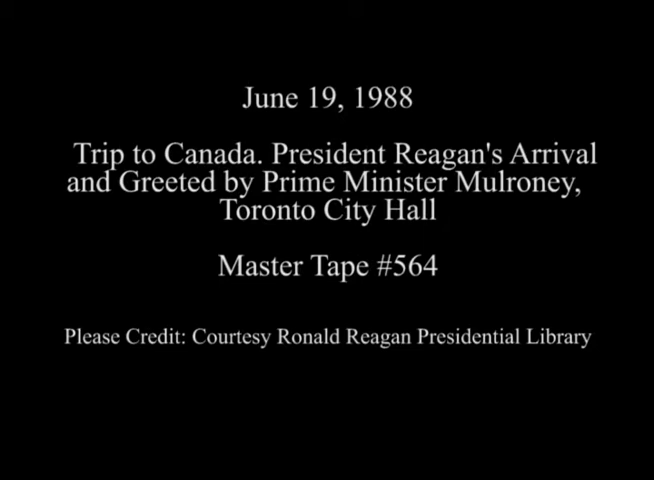 June 19, 1988
Trip to Canada. President Reagan's Arrival
and Greeted by Prime Minister Mulroney,
Toronto City Hall
Master Tape #564
Please Credit: Courtesy Ronald Reagan Presidential Library